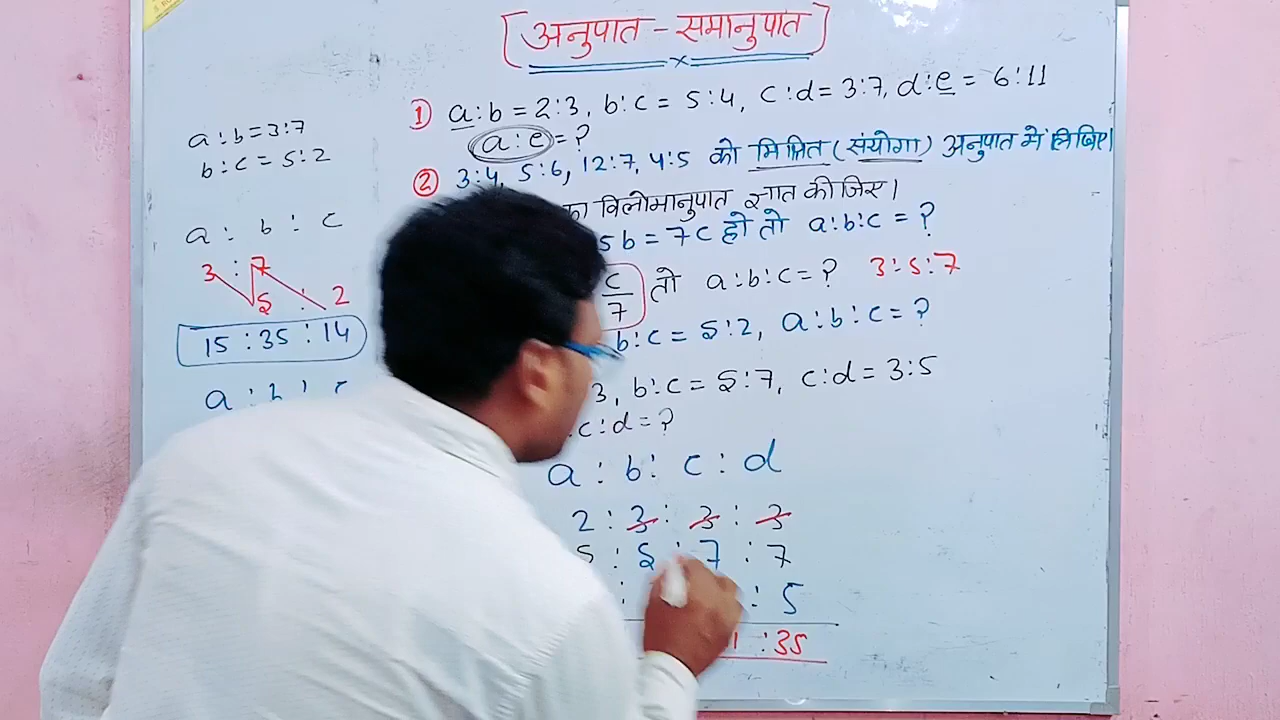 [अनुपात - समानुपात]
a:b=3:7
b:c=5:2
a: b: c
3:7
5:2
15:35:14
a:
① a:b=2:3, b:c=5:4, c:d=3:7, d:e=6:11
a:e=?
② 3:4, 5:6, 12:7, 4:5 को मिश्रित (संयोगा) अनुपात में लिखिए।
का विलोमानुपात ज्ञात कीजिए।
5b=7c हो तो a:b:c=?
c/7 तो a:b:c=? 3:5:7
b:c=5:2, a:b:c=?
3, b:c=5:7, c:d=3:5
c:d=?
a:b:c:d
2:3:3:3
5:5:7:7
:5
:35